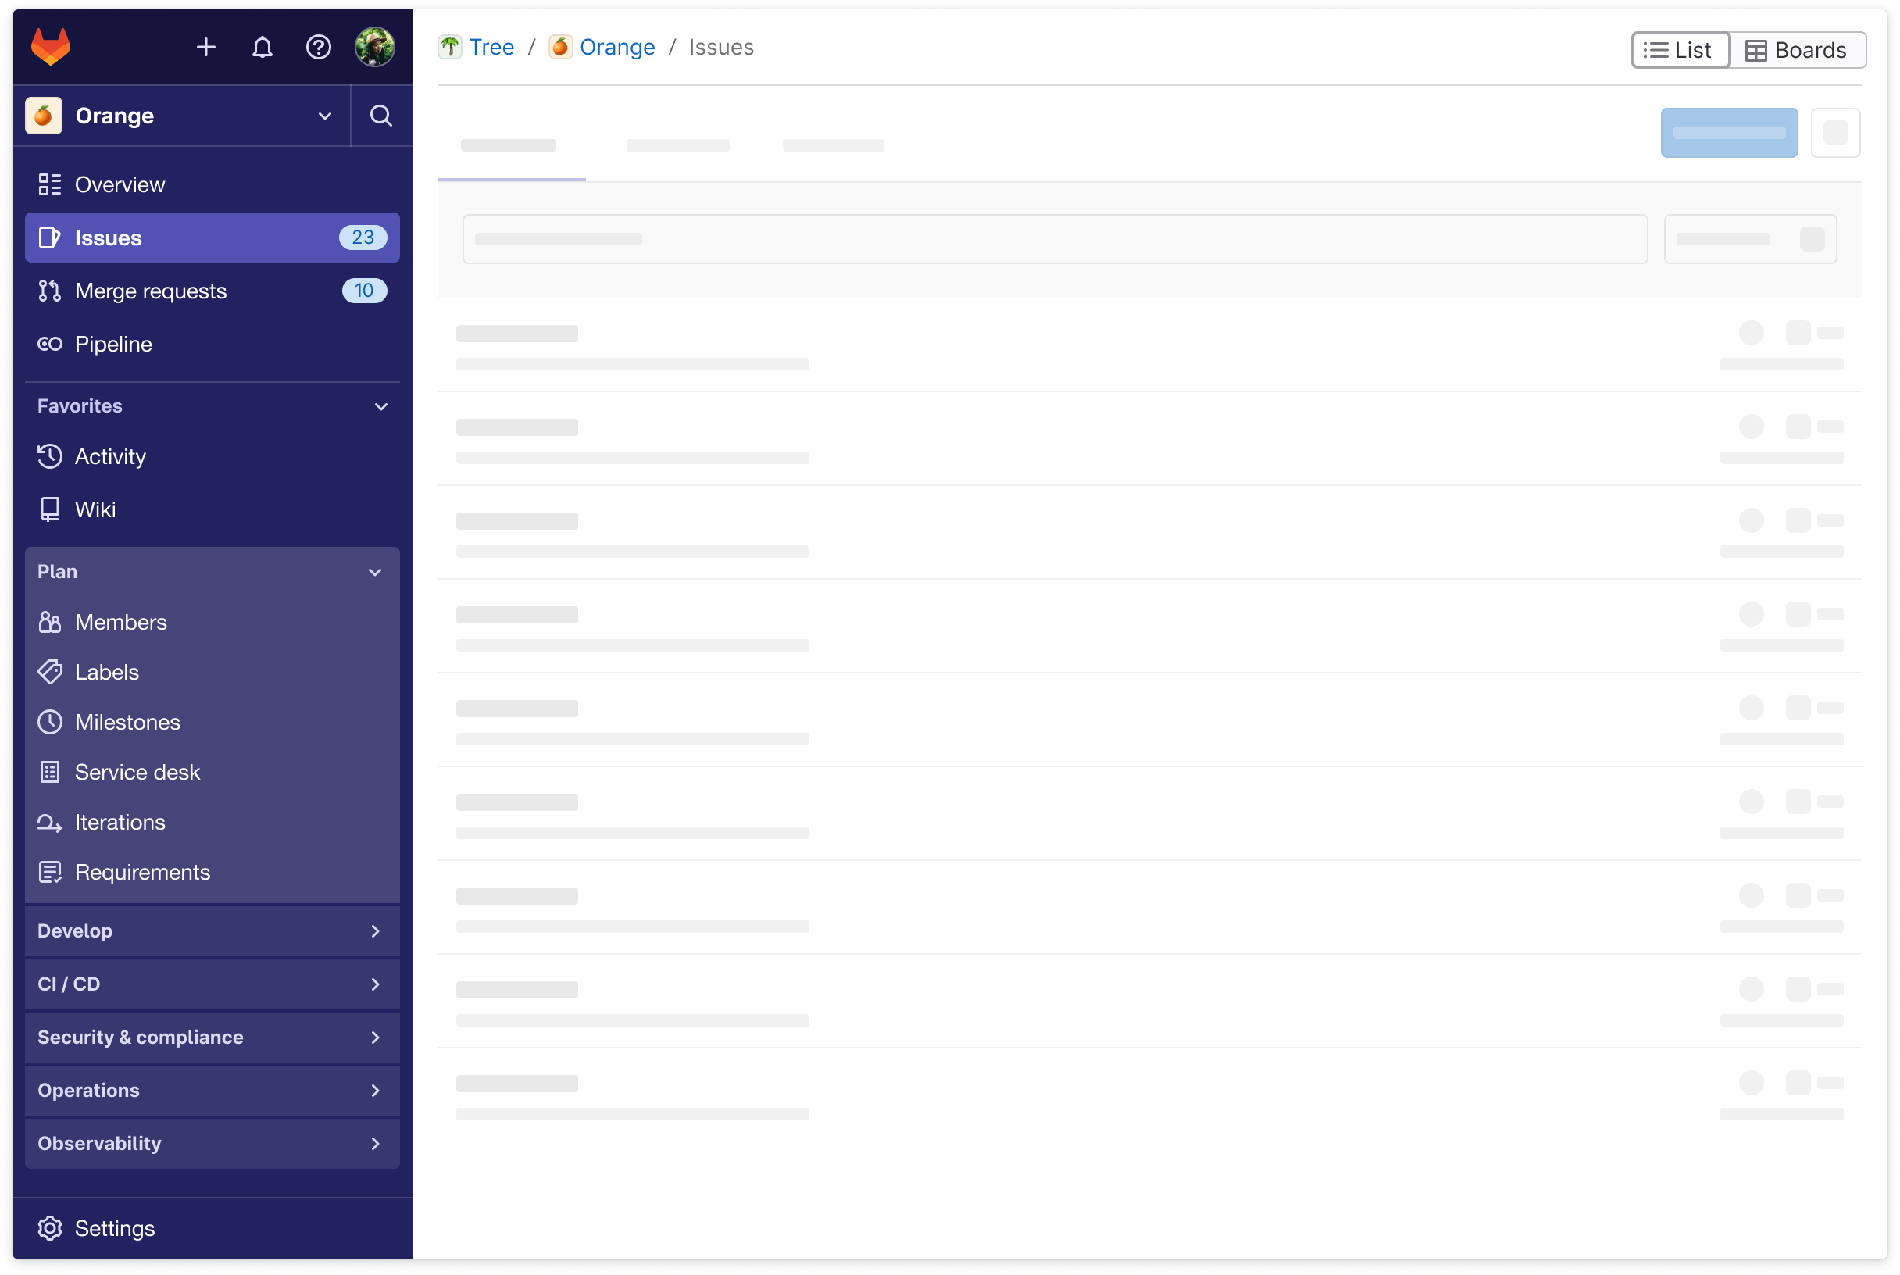 Tree / Orange / Issues
List
Boards
Orange
Overview
Issues 23
Merge requests 10
Pipeline
Favorites
Activity
Wiki
Plan
Members
Labels
Milestones
Service desk
Iterations
Requirements
Develop
CI / CD
Security & compliance
Operations
Observability
Settings